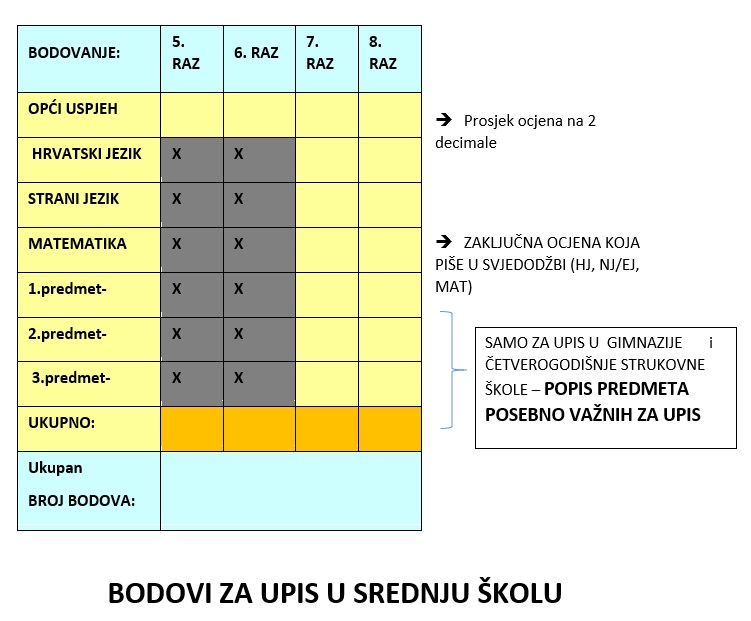 BODOVANJE: 5. RAZ 6. RAZ 7. RAZ 8. RAZ
OPĆI USPJEH
HRVATSKI JEZIK X X
STRANI JEZIK X X
MATEMATIKA X X
1.predmet- X X
2.predmet- X X
3.predmet- X X
UKUPNO:
Ukupan
BROJ BODOVA:
➔ Prosjek ocjena na 2
decimale
➔ ZAKLJUČNA OCJENA KOJA
PIŠE U SVJEDODŽBI (HJ, NJ/EJ,
MAT)
SAMO ZA UPIS U GIMNAZIJE i
ČETVEROGODIŠNJE STRUKOVNE
ŠKOLE – POPIS PREDMETA
POSEBNO VAŽNIH ZA UPIS
BODOVI ZA UPIS U SREDNJU ŠKOLU